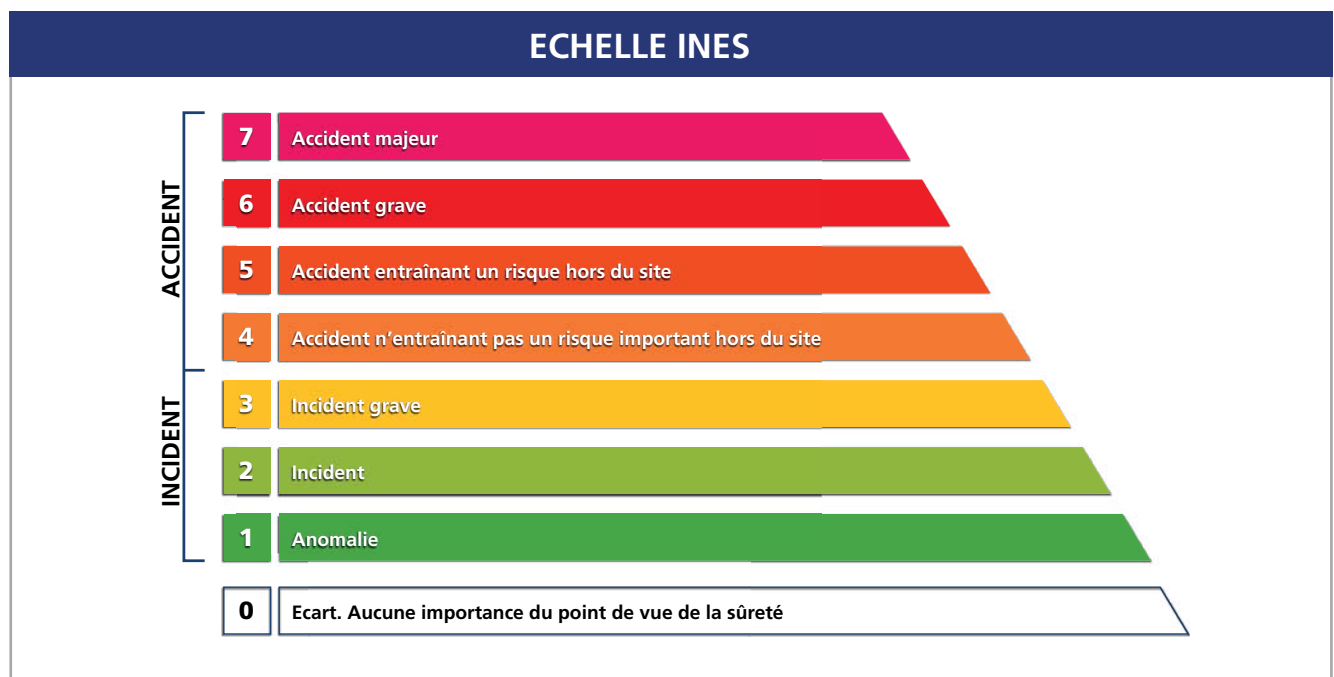 ECHELLE INES
ACCIDENT
7 Accident majeur
6 Accident grave
5 Accident entraînant un risque hors du site
4 Accident n’entraînant pas un risque important hors du site
INCIDENT
3 Incident grave
2 Incident
1 Anomalie
0 Ecart. Aucune importance du point de vue de la sûreté